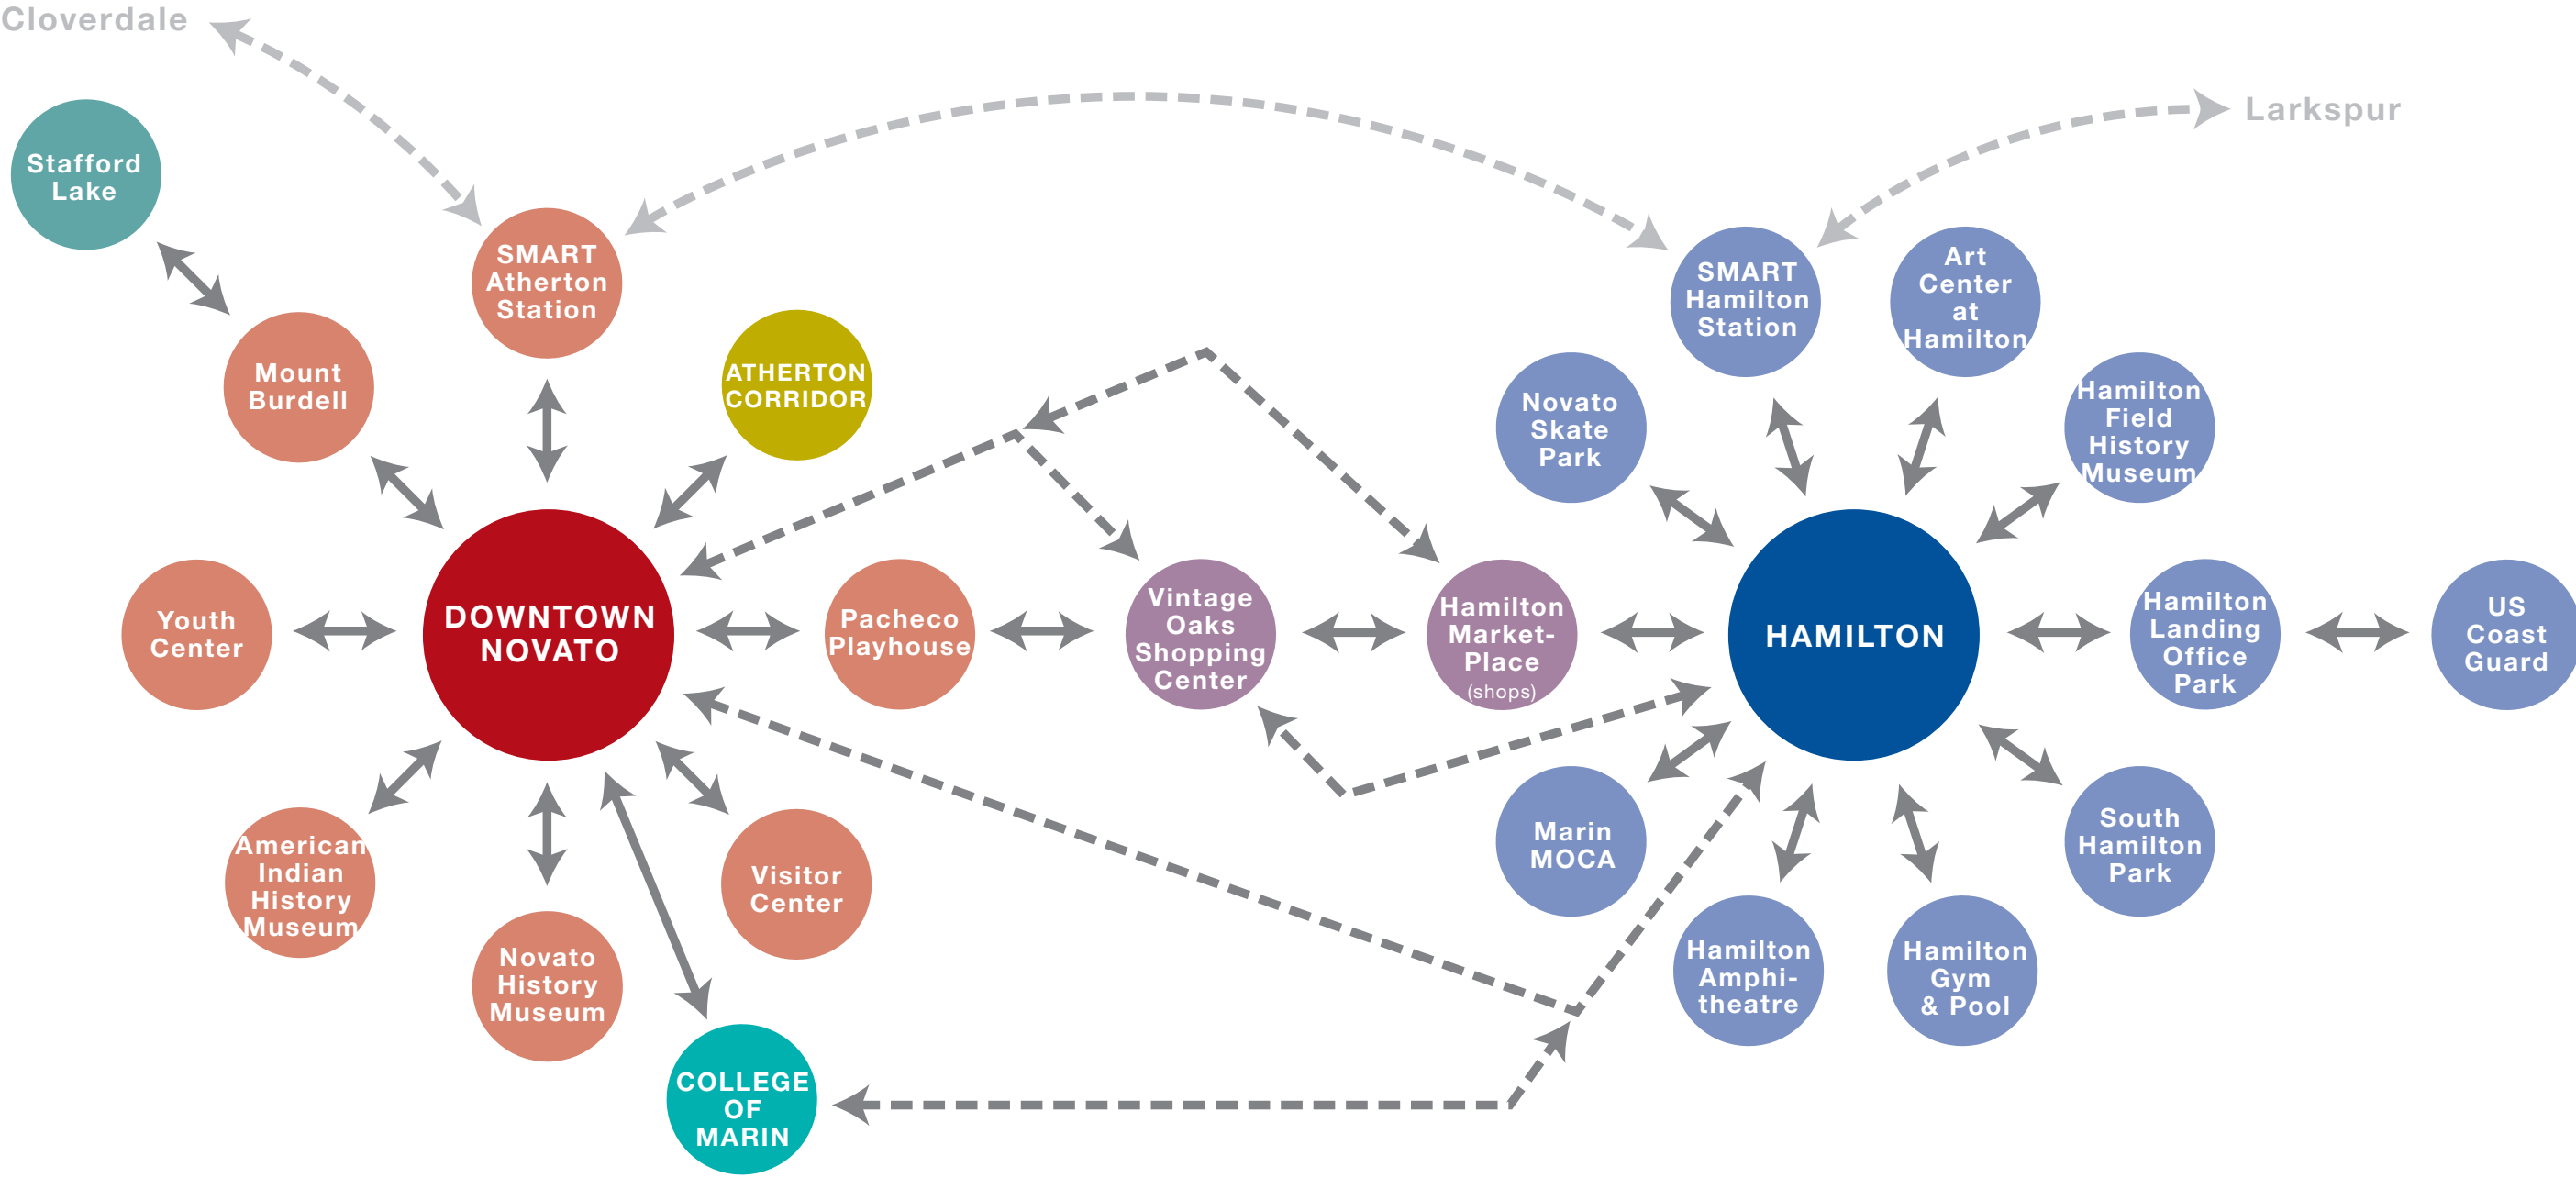 Cloverdale
Larkspur
Stafford
Lake
SMART
Atherton
Station
SMART
Hamilton
Station
Art
Center
at
Hamilton
Mount
Burdell
ATHERTON
CORRIDOR
Novato
Skate
Park
Hamilton
Field
History
Museum
Youth
Center
DOWNTOWN
NOVATO
Pacheco
Playhouse
Vintage
Oaks
Shopping
Center
Hamilton
Market-
Place
(shops)
HAMILTON
Hamilton
Landing
Office
Park
US
Coast
Guard
American
Indian
History
Museum
Novato
History
Museum
Visitor
Center
Marin
MOCA
South
Hamilton
Park
Hamilton
Amphi-
theatre
Hamilton
Gym
& Pool
COLLEGE
OF
MARIN